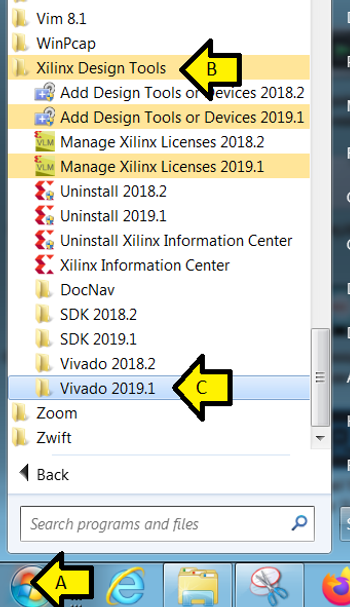 Vim 8.1
WinPcap
Xilinx Design Tools
B
Add Design Tools or Devices 2018.2
Add Design Tools or Devices 2019.1
VLM
Manage Xilinx Licenses 2018.2
VLM
Manage Xilinx Licenses 2019.1
Uninstall 2018.2
Uninstall 2019.1
Uninstall Xilinx Information Center
Xilinx Information Center
DocNav
SDK 2018.2
SDK 2019.1
Vivado 2018.2
Vivado 2019.1
C
Zoom
Zwift
Back
Search programs and files
A